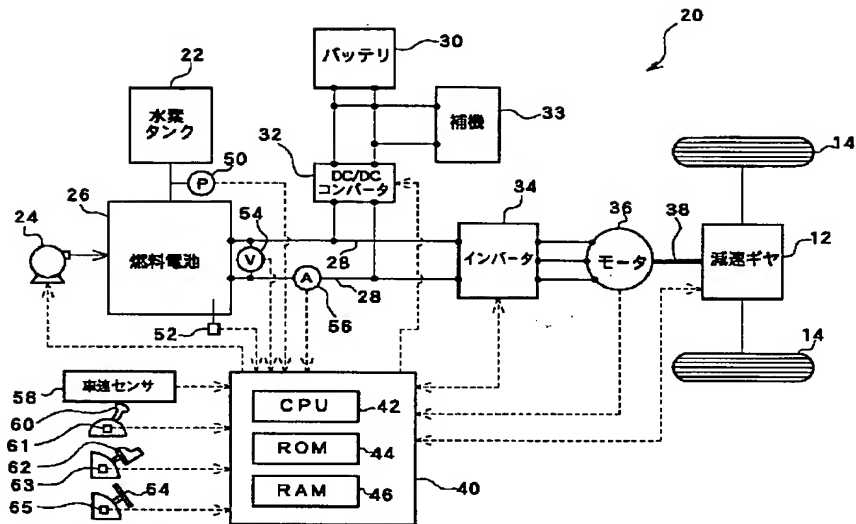 20
バッテリ
30
22
水素
タンク
補機
33
32
50
P
DC/DC
コンバータ
14
26
34
36
38
12
54
24
燃料電池
V
28
インバータ
モータ
減速ギヤ
A
28
56
52
14
車速センサ
58
60
61
62
63
64
65
CPU
42
ROM
44
RAM
46
40